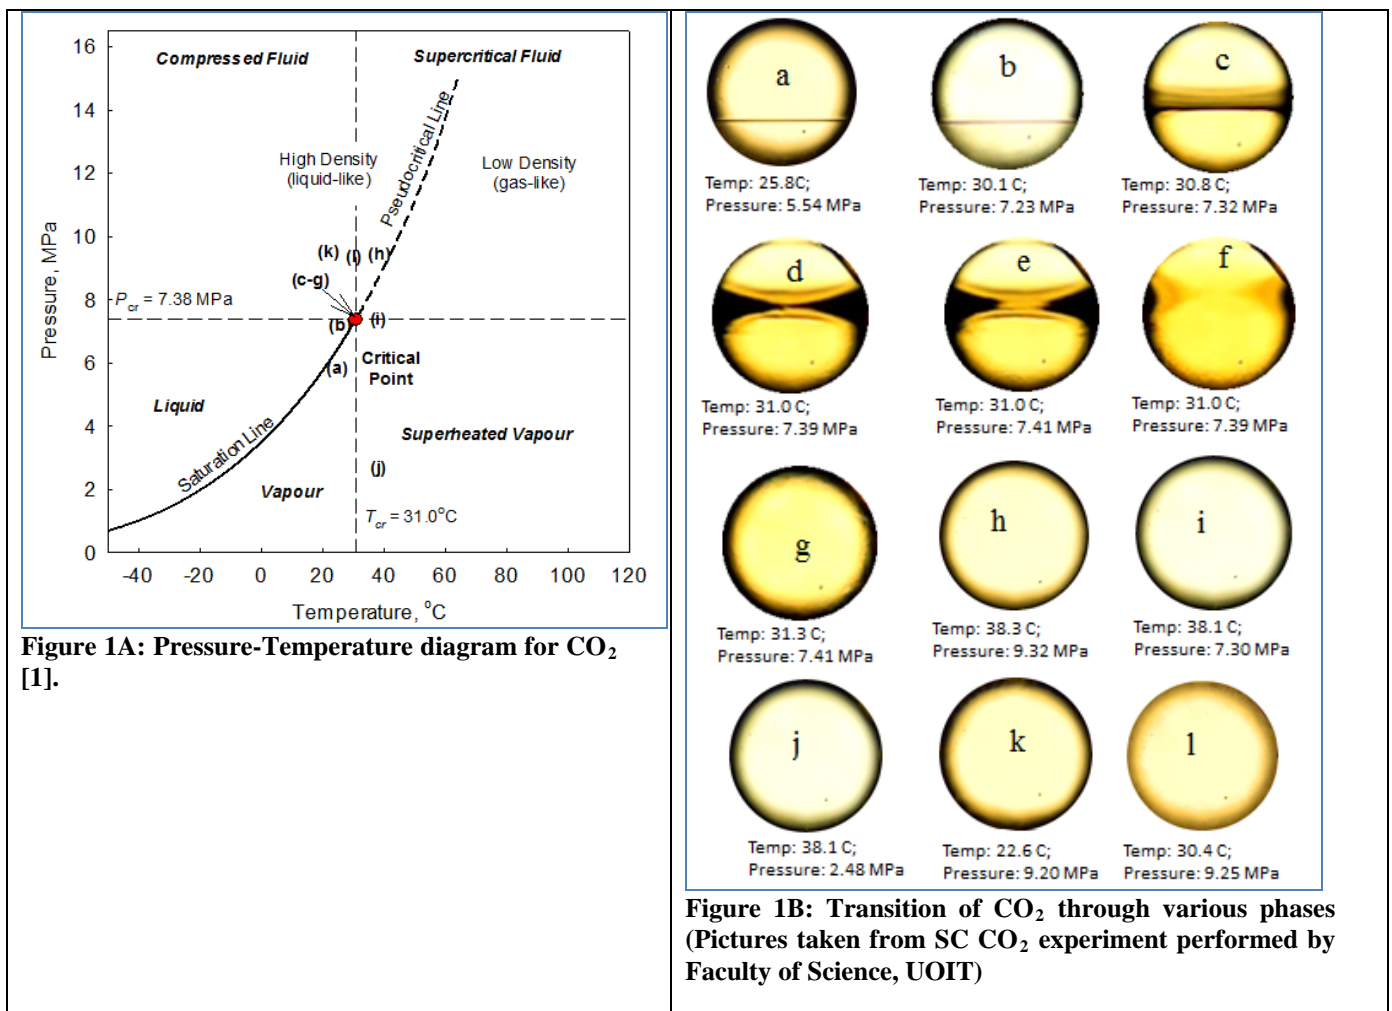 16
14
12
10
8
6
4
2
0
Pressure, MPa
Compressed Fluid
Supercritical Fluid
High Density
(liquid-like)
Pseudocritical Line
Low Density
(gas-like)
(k)
(l)
(h)
(c-g)
Pcr = 7.38 MPa
(b)
(i)
(a)
Critical
Point
Liquid
Saturation Line
Superheated Vapour
(j)
Vapour
Tcr = 31.0°C
-40 -20 0 20 40 60 80 100 120
Temperature, °C
Figure 1A: Pressure-Temperature diagram for CO₂
[1].
a
Temp: 25.8C;
Pressure: 5.54 MPa
b
Temp: 30.1 C;
Pressure: 7.23 MPa
c
Temp: 30.8 C;
Pressure: 7.32 MPa
d
Temp: 31.0 C;
Pressure: 7.39 MPa
e
Temp: 31.0 C;
Pressure: 7.41 MPa
f
Temp: 31.0 C;
Pressure: 7.39 MPa
g
Temp: 31.3 C;
Pressure: 7.41 MPa
h
Temp: 38.3 C;
Pressure: 9.32 MPa
i
Temp: 38.1 C;
Pressure: 7.30 MPa
j
Temp: 38.1 C;
Pressure: 2.48 MPa
k
Temp: 22.6 C;
Pressure: 9.20 MPa
l
Temp: 30.4 C;
Pressure: 9.25 MPa
Figure 1B: Transition of CO₂ through various phases
(Pictures taken from SC CO₂ experiment performed by
Faculty of Science, UOIT)